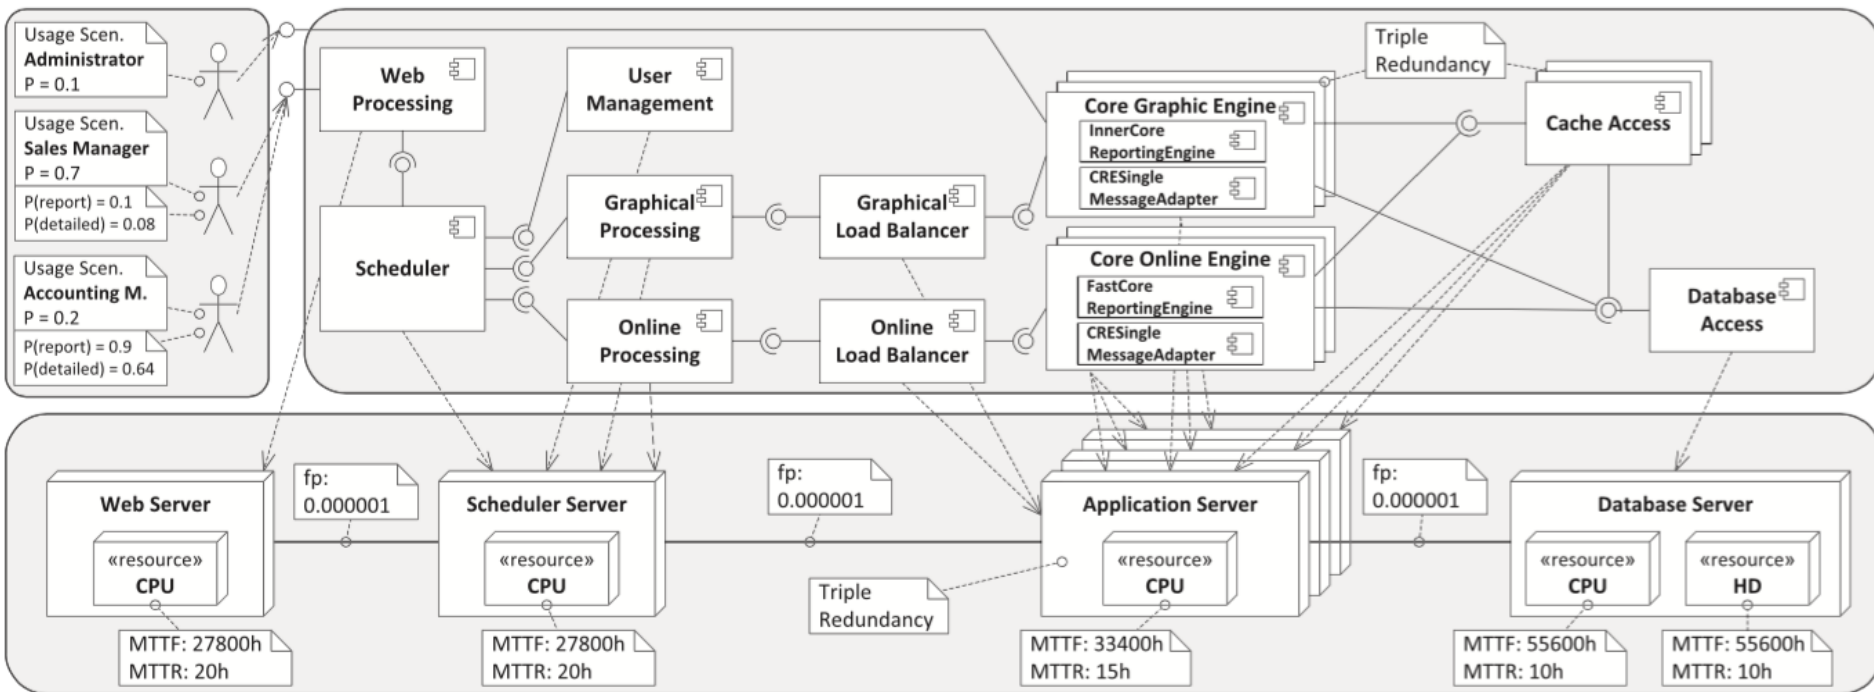 Usage Scen.
Administrator
P = 0.1
Usage Scen.
Sales Manager
P = 0.7
P(report) = 0.1
P(detailed) = 0.08
Usage Scen.
Accounting M.
P = 0.2
P(report) = 0.9
P(detailed) = 0.64
Web
Processing
User
Management
Scheduler
Graphical
Processing
Online
Processing
Graphical
Load Balancer
Online
Load Balancer
Core Graphic Engine
InnerCore
ReportingEngine
CRESingle
MessageAdapter
Core Online Engine
FastCore
ReportingEngine
CRESingle
MessageAdapter
Triple
Redundancy
Cache Access
Database
Access
Web Server
«resource»
CPU
MTTF: 27800h
MTTR: 20h
fp:
0.000001
Scheduler Server
«resource»
CPU
MTTF: 27800h
MTTR: 20h
fp:
0.000001
Triple
Redundancy
Application Server
«resource»
CPU
MTTF: 33400h
MTTR: 15h
fp:
0.000001
Database Server
«resource»
CPU
«resource»
HD
MTTF: 55600h
MTTR: 10h
MTTF: 55600h
MTTR: 10h